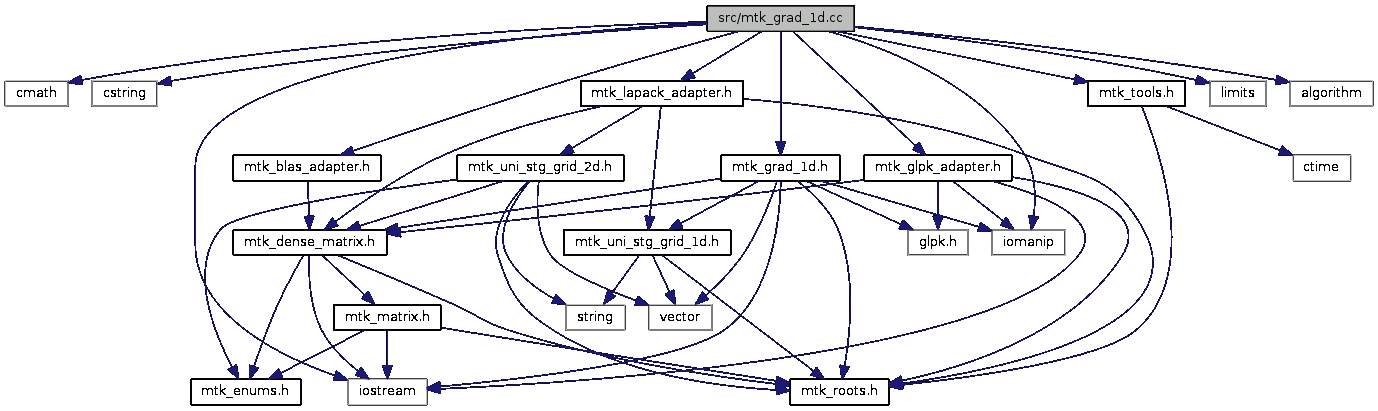 src/mtk_grad_1d.cc
cmath
cstring
mtk_lapack_adapter.h
mtk_tools.h
limits
algorithm
mtk_blas_adapter.h
mtk_uni_stg_grid_2d.h
mtk_grad_1d.h
mtk_glpk_adapter.h
ctime
mtk_dense_matrix.h
mtk_uni_stg_grid_1d.h
glpk.h
iomanip
mtk_matrix.h
string
vector
mtk_enums.h
iostream
mtk_roots.h